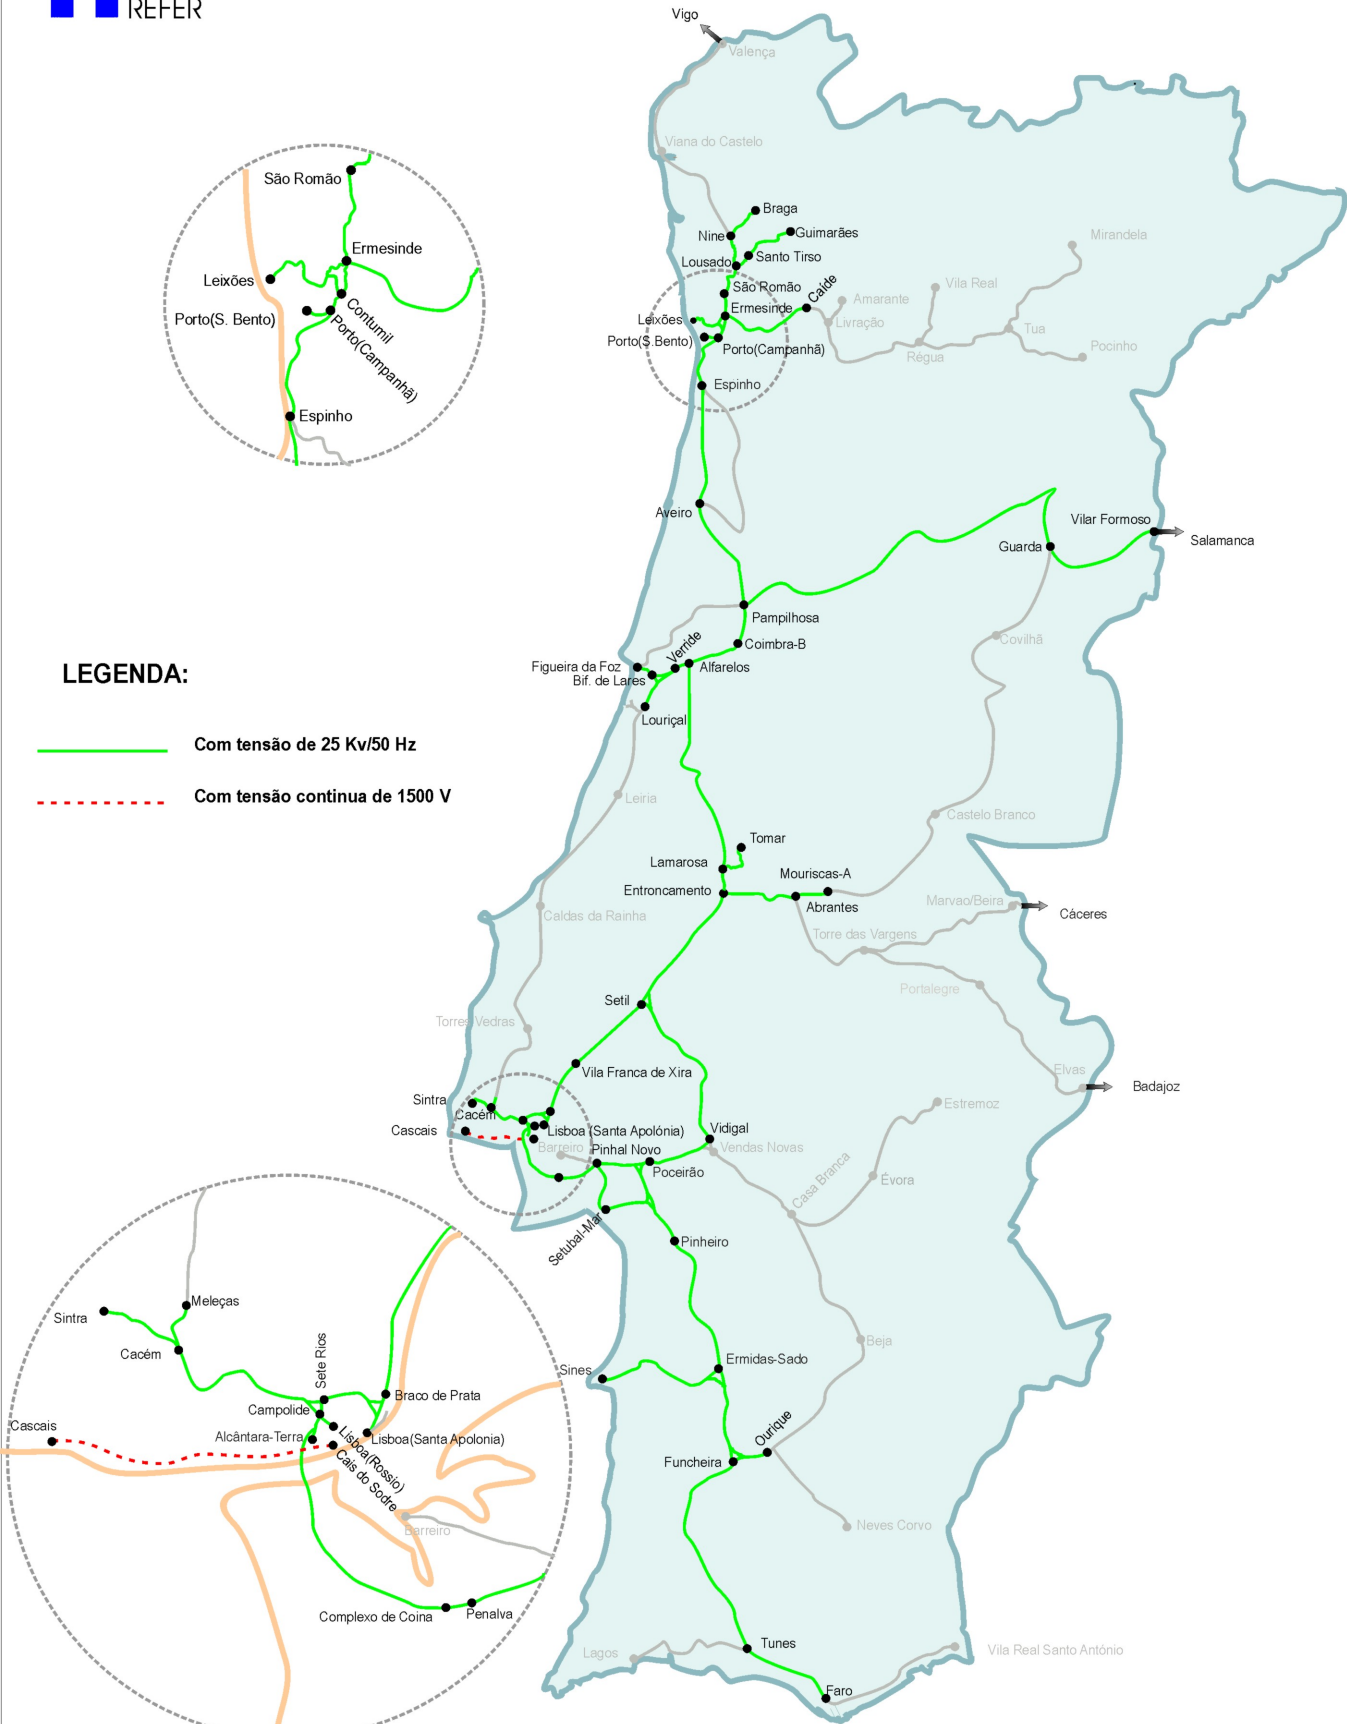 REFER
Vigo
Valença
Viana do Castelo
Braga
Guimarães
Nine
Santo Tirso
Lousado
São Romão
Caíde
Ermesinde
Leixões
Porto(S.Bento)
Porto(Campanhã)
Amarante
Livração
Vila Real
Mirandela
Tua
Régua
Pocinho
Espinho
São Romão
Ermesinde
Leixões
Contumil
Porto(S. Bento)
Porto(Campanhã)
Espinho
Aveiro
Vilar Formoso
Guarda
Salamanca
Pampilhosa
Coimbra-B
Verride
Alfarelos
Figueira da Foz
Bif. de Lares
Louriçal
Covilhã
LEGENDA:
Com tensão de 25 Kv/50 Hz
Com tensão continua de 1500 V
Leiria
Castelo Branco
Tomar
Lamarosa
Mouriscas-A
Entroncamento
Abrantes
Marvao/Beira
Cáceres
Caldas da Rainha
Torre das Vargens
Portalegre
Setil
Torres Vedras
Vila Franca de Xira
Elvas
Badajoz
Sintra
Cacém
Estremoz
Cascais
Lisboa (Santa Apolónia)
Vidigal
Barreiro
Pinhal Novo
Vendas Novas
Poceirão
Casa Branca
Évora
Setubal-Mar
Pinheiro
Beja
Ermidas-Sado
Sines
Ourique
Funcheira
Neves Corvo
Tunes
Lagos
Vila Real Santo António
Faro
Meleças
Sintra
Cacém
Sete Rios
Braco de Prata
Campolide
Cascais
Alcântara-Terra
Lisboa(Santa Apolonia)
Lisboa(Rossio)
Cais do Sodre
Barreiro
Complexo de Coina
Penalva